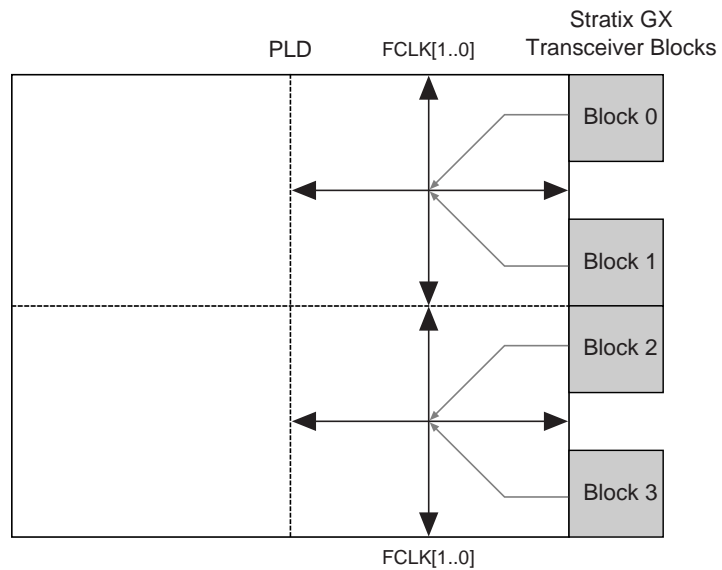 Stratix GX
Transceiver Blocks
PLD
FCLK[1..0]
Block 0
Block 1
Block 2
Block 3
FCLK[1..0]